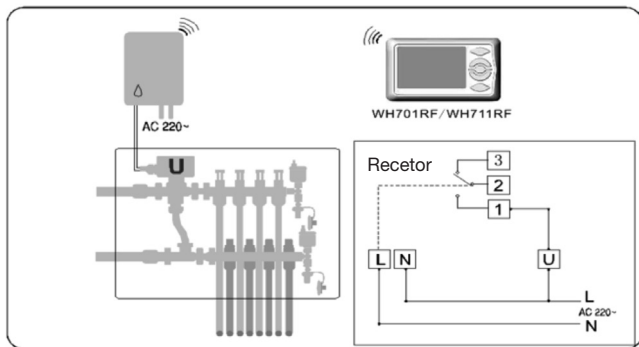 AC 220~
WH701RF/WH711RF
U
Recetor
3
2
1
L N U
L
AC 220~
N